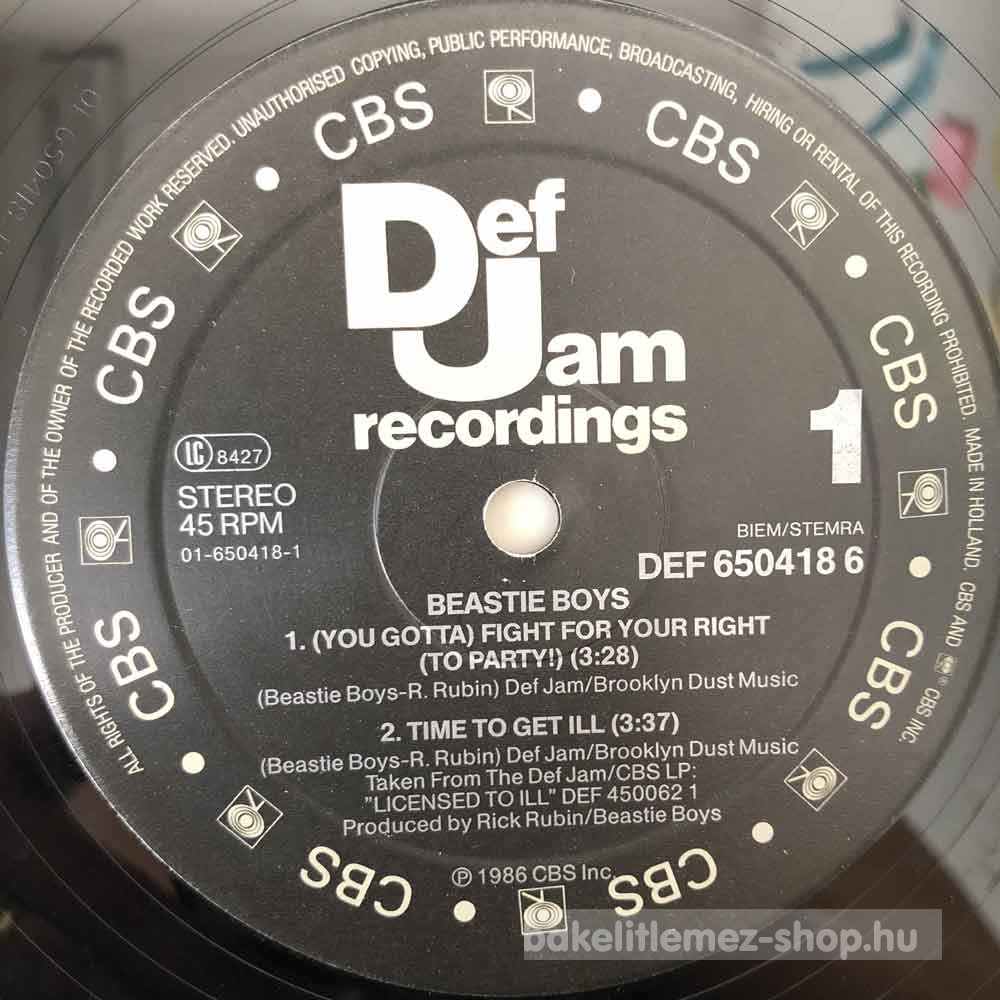 ALL RIGHTS OF THE PRODUCER AND OF THE OWNER OF THE RECORDED WORK RESERVED. UNAUTHORISED COPYING, PUBLIC PERFORMANCE, BROADCASTING, HIRING OR RENTAL OF THIS RECORDING PROHIBITED. MADE IN HOLLAND. CBS AND ® CBS INC.
CBS CBS CBS CBS CBS CBS CBS CBS
Def
Jam
recordings
1
LC 8427
STEREO
45 RPM
01-650418-1
BIEM/STEMRA
DEF 650418 6
BEASTIE BOYS
1. (YOU GOTTA) FIGHT FOR YOUR RIGHT
(TO PARTY!) (3:28)
(Beastie Boys-R. Rubin) Def Jam/Brooklyn Dust Music
2. TIME TO GET ILL (3:37)
(Beastie Boys-R. Rubin) Def Jam/Brooklyn Dust Music
Taken From The Def Jam/CBS LP:
"LICENSED TO ILL" DEF 450062 1
Produced by Rick Rubin/Beastie Boys
℗ 1986 CBS Inc.
bakelitlemez-shop.hu